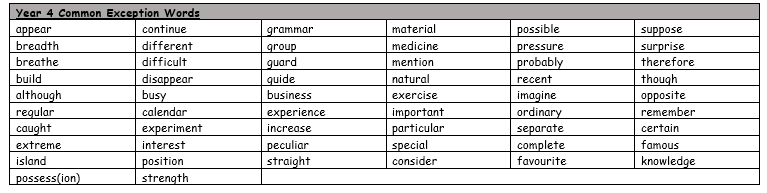 Year 4 Common Exception Words
appear continue grammar material possible suppose
breadth different group medicine pressure surprise
breathe difficult guard mention probably therefore
build disappear guide natural recent though
although busy business exercise imagine opposite
regular calendar experience important ordinary remember
caught experiment increase particular separate certain
extreme interest peculiar special complete famous
island position straight consider favourite knowledge
possess(ion) strength